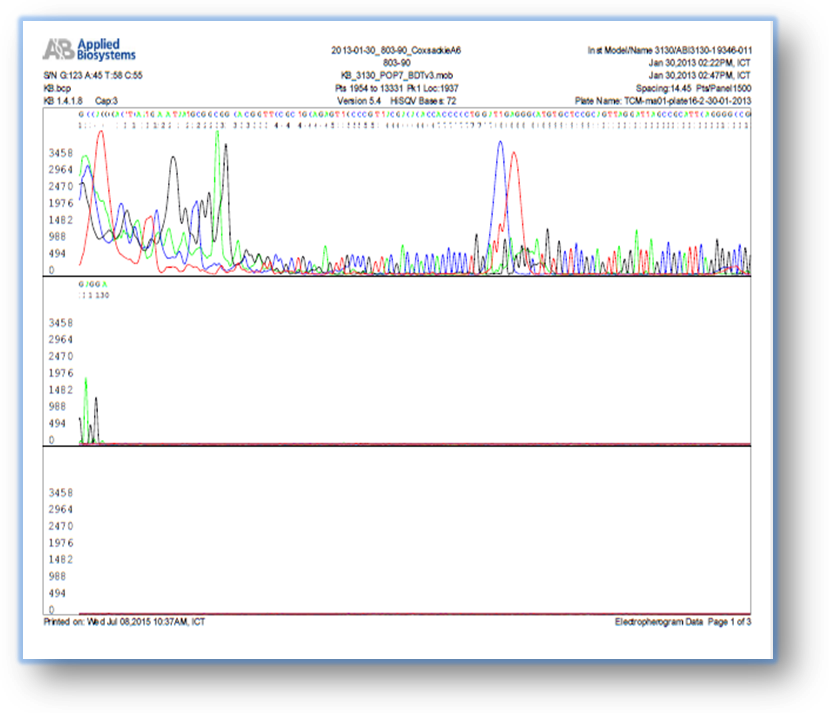 AB Applied
Biosystems
2013-01-30_803-90_CoxsackieA6
Inst Model/Name 3130/ABI3130-19346-011
803-90
Jan 30,2013 02:22PM, ICT
S/N G:123 A:45 T:58 C:55
KB_3130_POP7_BDTv3.mob
Jan 30,2013 02:47PM, ICT
KB.bcp
Pts 1954 to 13331 Pk1 Loc:1937
Spacing:14.45 Pts/Panel1500
KB 1.4.1.8 Cap:3
Version 5.4 HiSQV Bases: 72
Plate Name: TCM-ma01-plate16-2-30-01-2013
3458
2964
2470
1976
1482
988
494
0
130
3458
2964
2470
1976
1482
988
494
0
3458
2964
2470
1976
1482
988
494
0
Printed on: Wed Jul 08,2015 10:37AM, ICT
Electropherogram Data Page 1 of 3